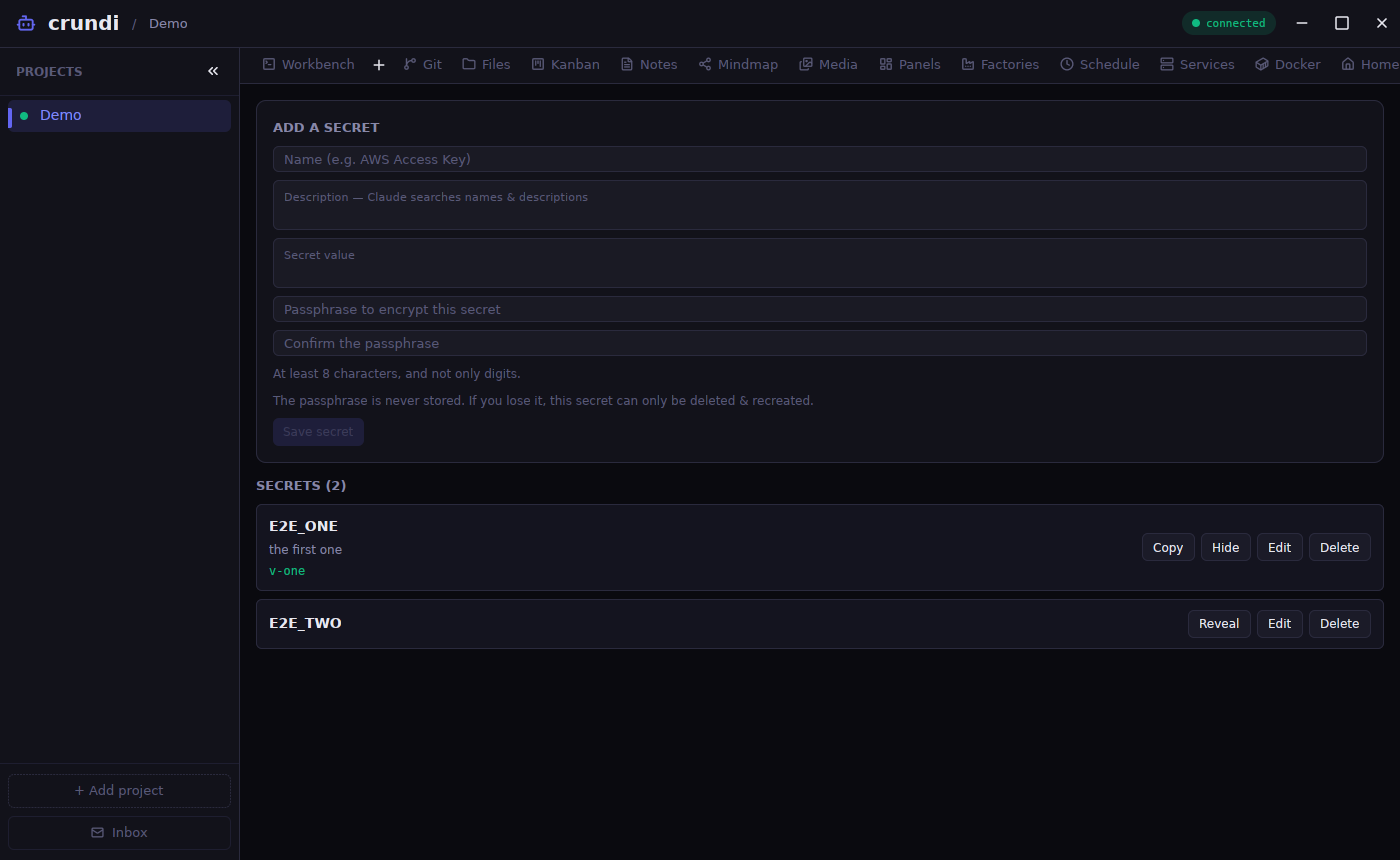 crundi / Demo
connected
PROJECTS
Demo
+ Add project
Inbox
Workbench + Git Files Kanban Notes Mindmap Media Panels Factories Schedule Services Docker Home
ADD A SECRET
Name (e.g. AWS Access Key)
Description — Claude searches names & descriptions
Secret value
Passphrase to encrypt this secret
Confirm the passphrase
At least 8 characters, and not only digits.
The passphrase is never stored. If you lose it, this secret can only be deleted & recreated.
Save secret
SECRETS (2)
E2E_ONE
the first one
v-one
Copy Hide Edit Delete
E2E_TWO
Reveal Edit Delete